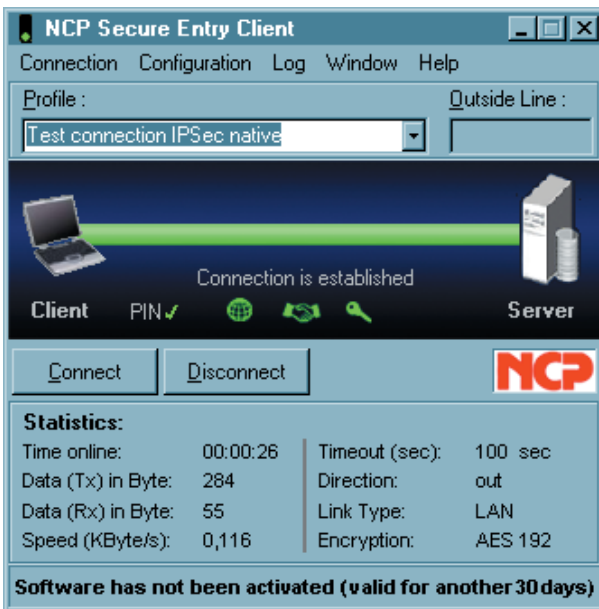 NCP Secure Entry Client
Connection Configuration Log Window Help
Profile : Outside Line :
Test connection IPSec native
Connection is established
Client PIN✓ Server
Connect Disconnect NCP
Statistics:
Time online: 00:00:26 Timeout (sec): 100 sec
Data (Tx) in Byte: 284 Direction: out
Data (Rx) in Byte: 55 Link Type: LAN
Speed (KByte/s): 0,116 Encryption: AES 192
Software has not been activated (valid for another 30 days)